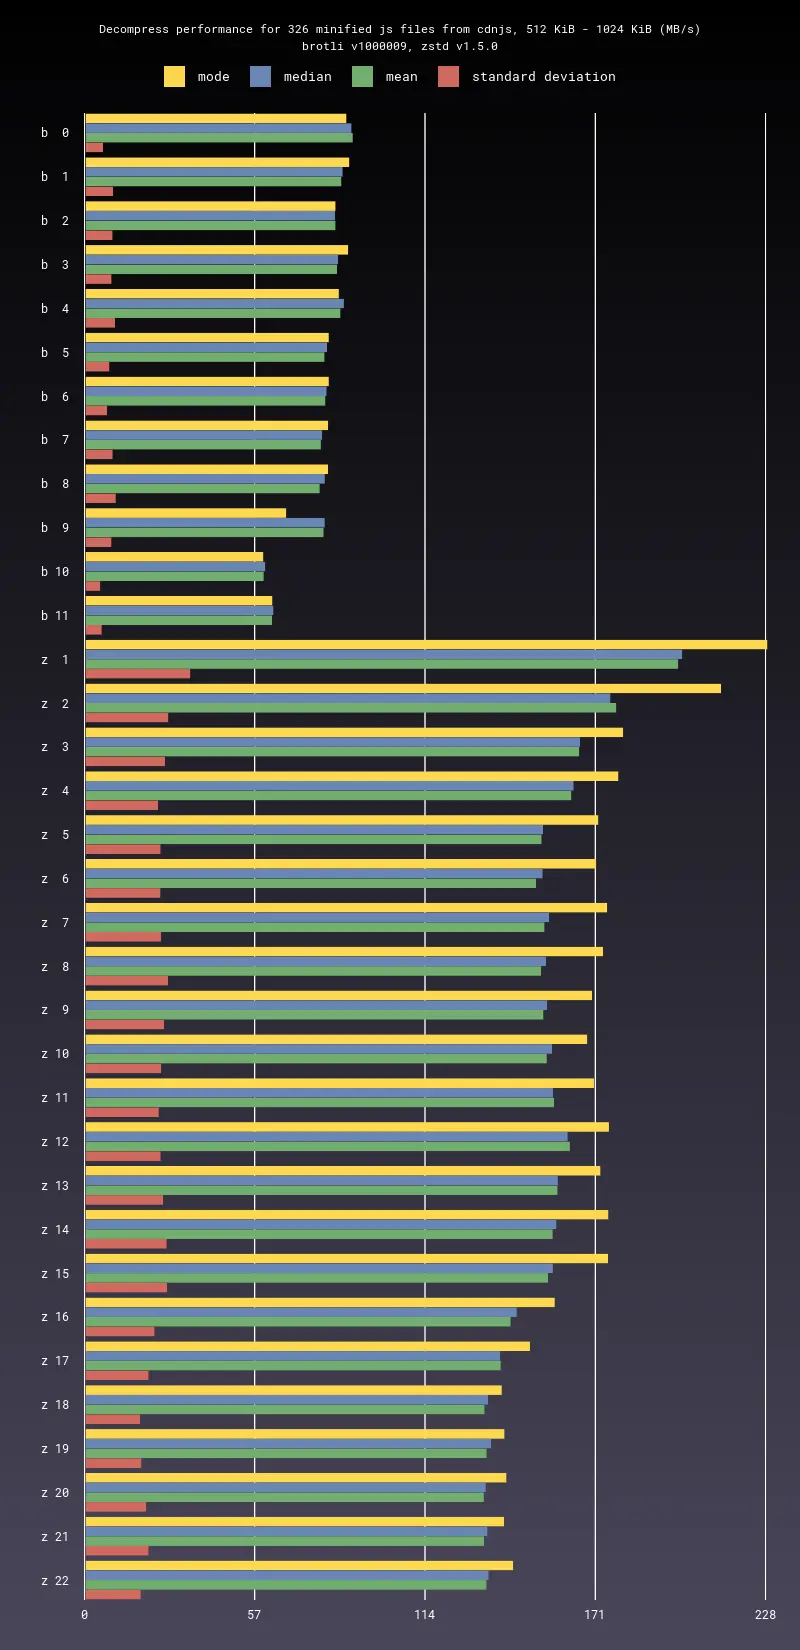 Decompress performance for 326 minified js files from cdnjs, 512 KiB - 1024 KiB (MB/s)
brotli v1000009, zstd v1.5.0
mode median mean standard deviation
b 0
b 1
b 2
b 3
b 4
b 5
b 6
b 7
b 8
b 9
b 10
b 11
z 1
z 2
z 3
z 4
z 5
z 6
z 7
z 8
z 9
z 10
z 11
z 12
z 13
z 14
z 15
z 16
z 17
z 18
z 19
z 20
z 21
z 22
0 57 114 171 228